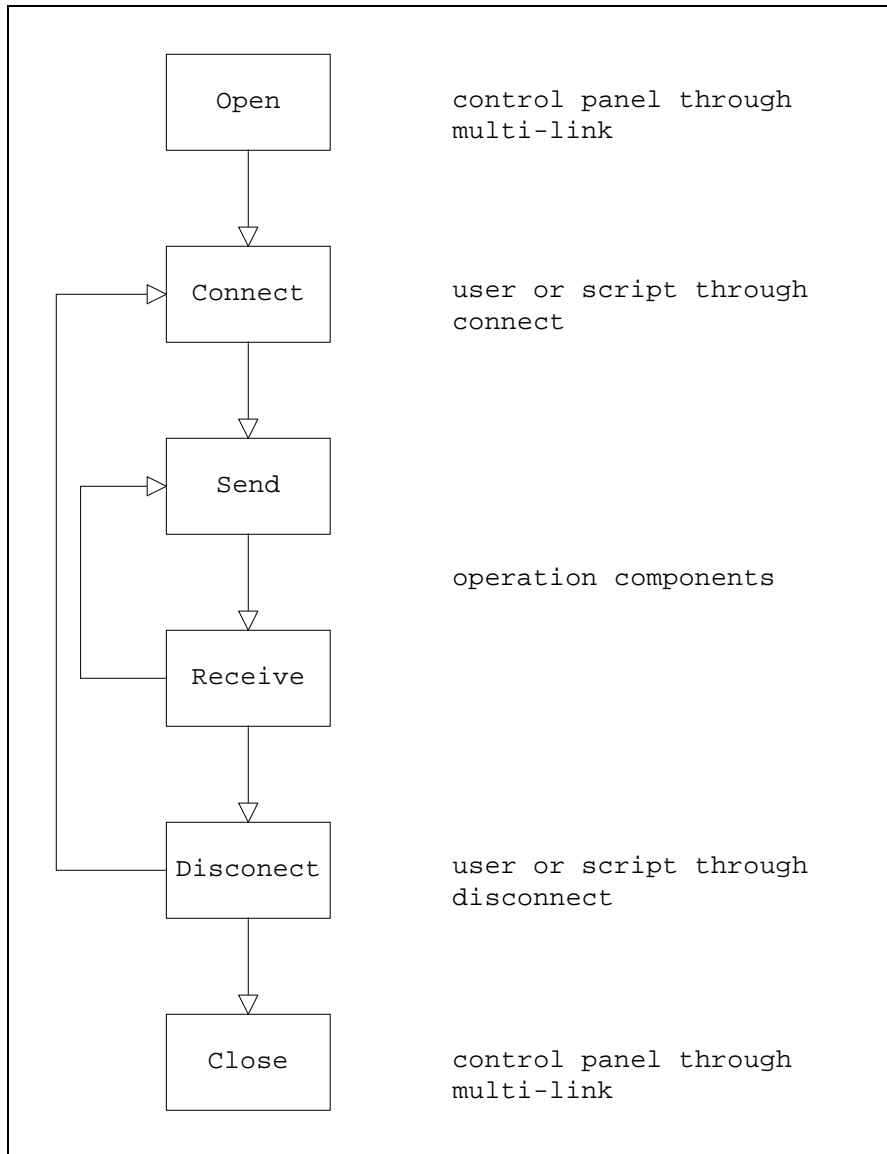 Open
control panel through
multi-link
Connect
user or script through
connect
Send
operation components
Receive
Disconect
user or script through
disconnect
Close
control panel through
multi-link